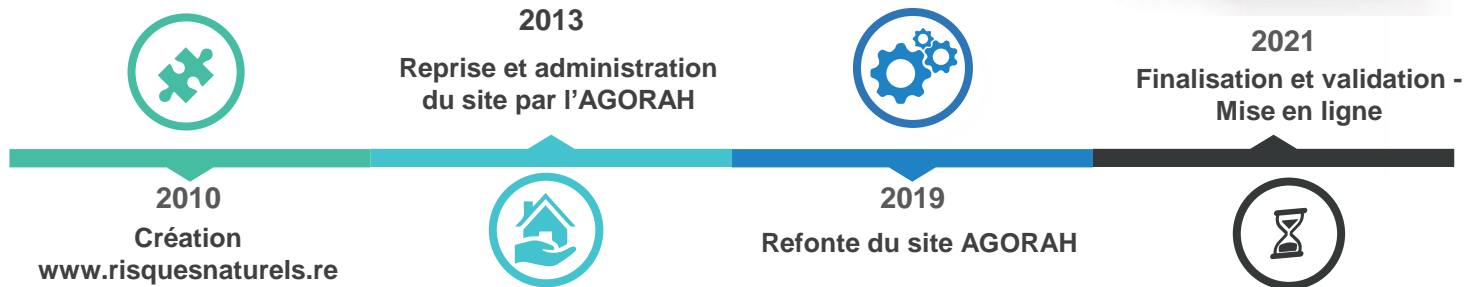 2010
Création
www.risquesnaturels.re
2013
Reprise et administration
du site par l’AGORAH
2019
Refonte du site AGORAH
2021
Finalisation et validation -
Mise en ligne